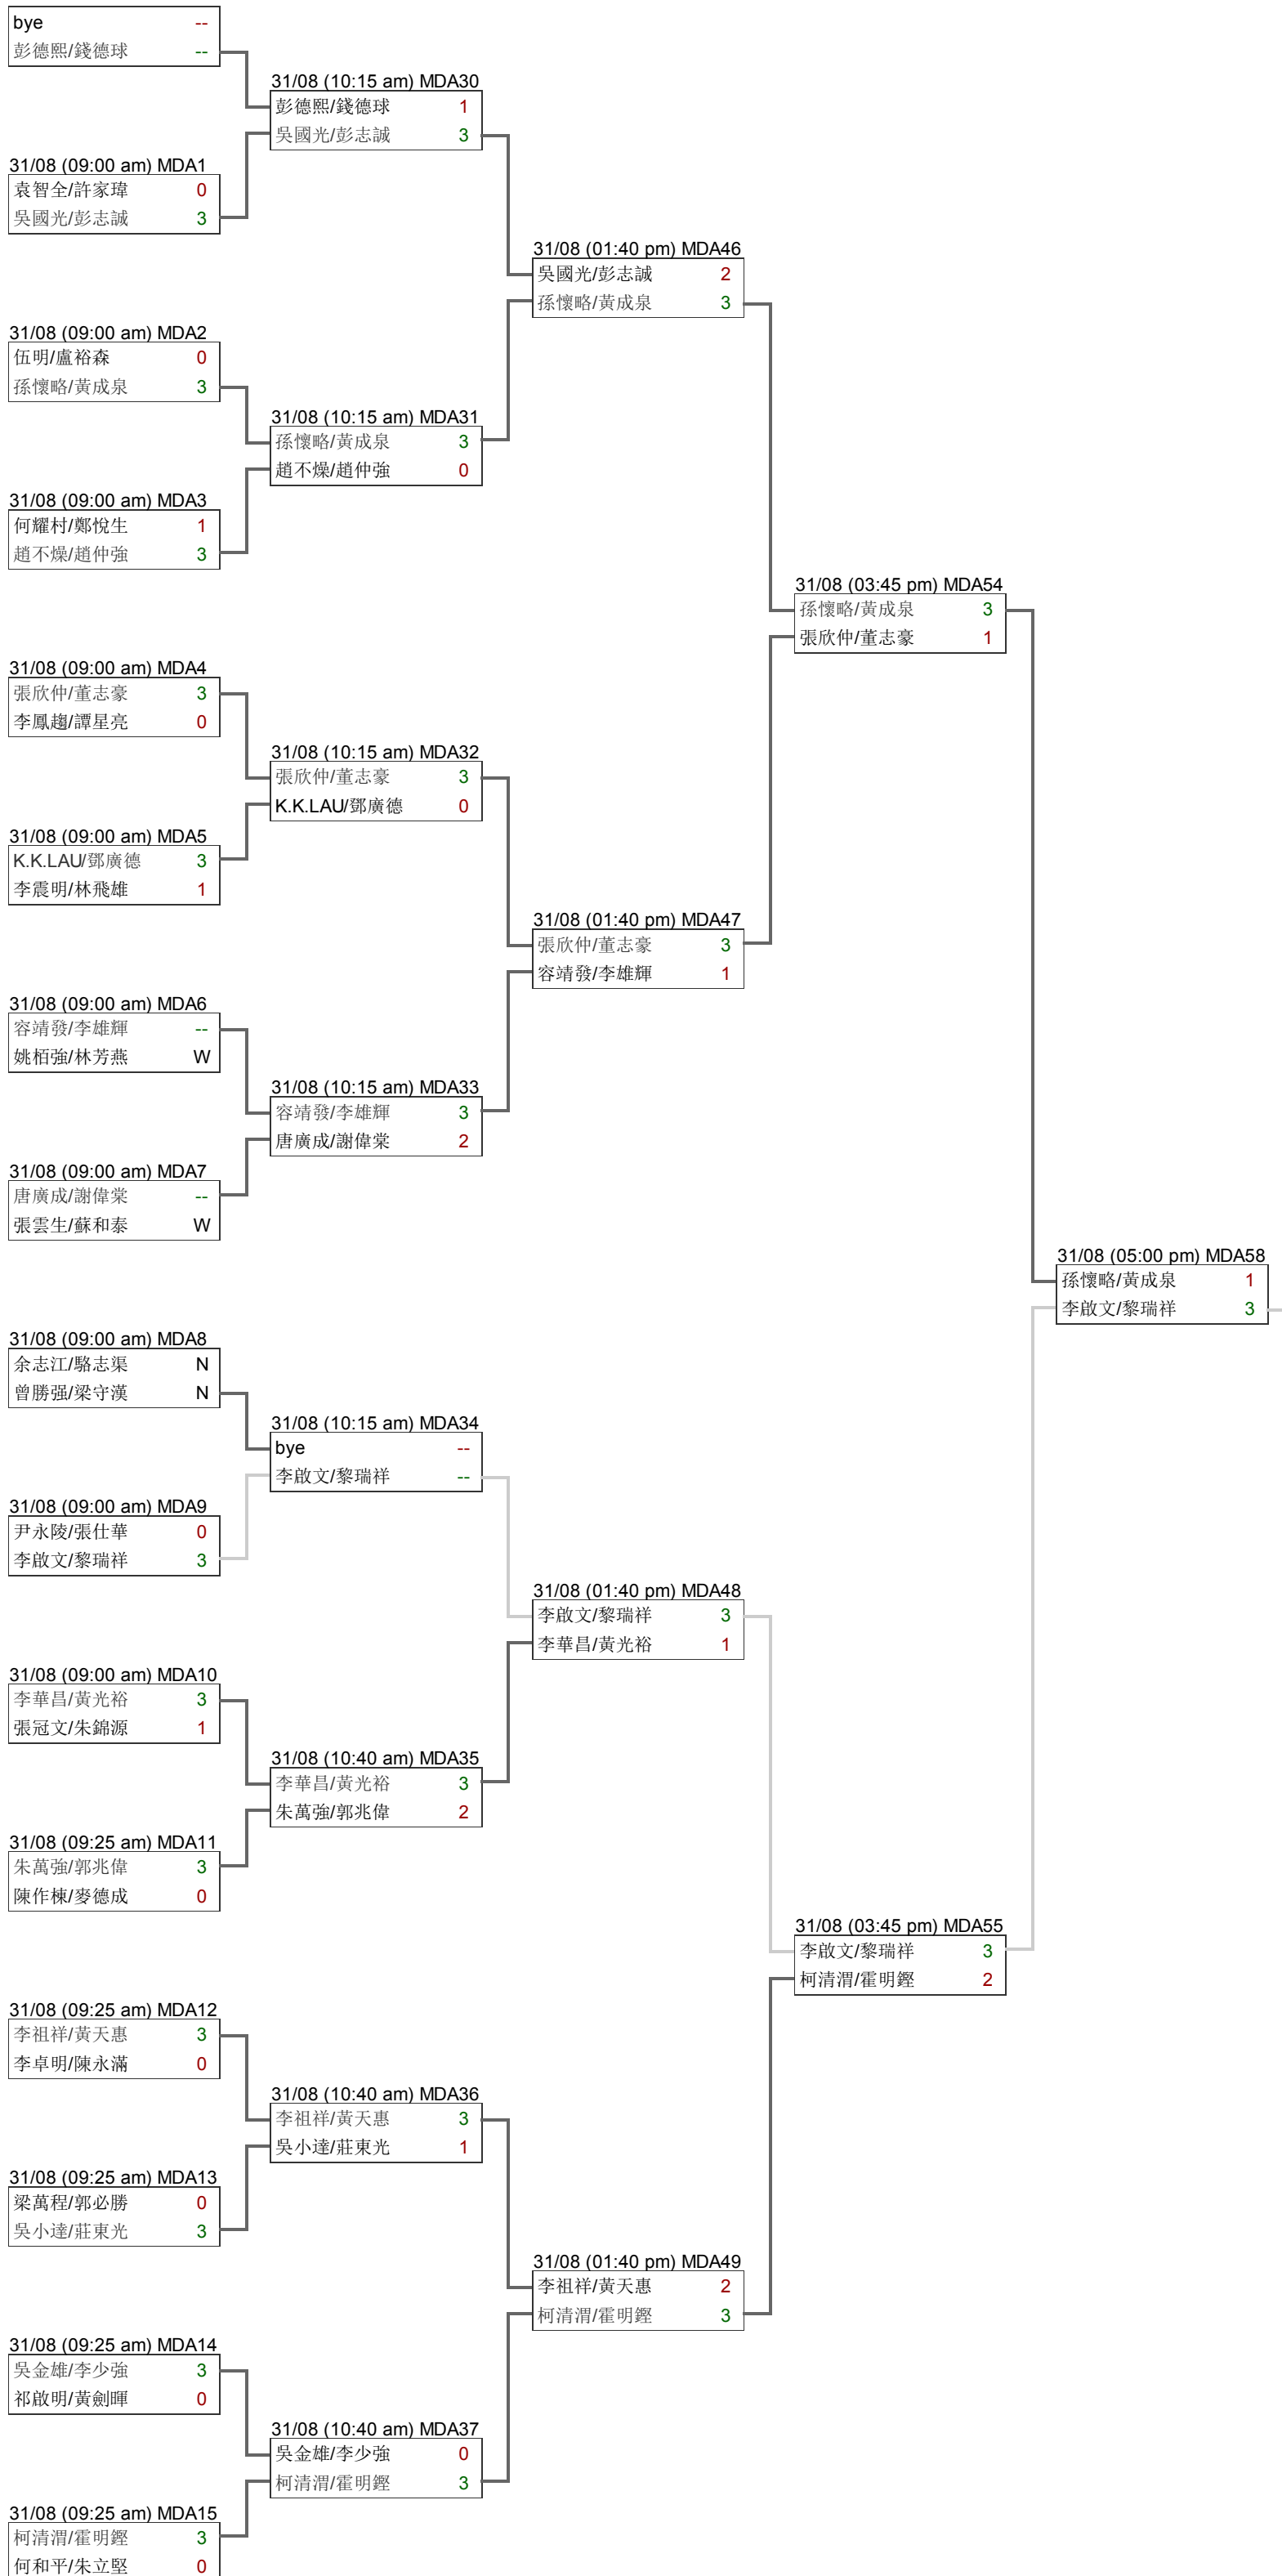 bye --
彭德熙/錢德球 --
31/08 (09:00 am) MDA1
袁智全/許家瑋 0
吳國光/彭志誠 3
31/08 (09:00 am) MDA2
伍明/盧裕森 0
孫懷略/黃成泉 3
31/08 (09:00 am) MDA3
何耀村/鄭悅生 1
趙不燥/趙仲強 3
31/08 (09:00 am) MDA4
張欣仲/董志豪 3
李鳳趨/譚星亮 0
31/08 (09:00 am) MDA5
K.K.LAU/鄧廣德 3
李震明/林飛雄 1
31/08 (09:00 am) MDA6
容靖發/李雄輝 --
姚栢強/林芳燕 W
31/08 (09:00 am) MDA7
唐廣成/謝偉棠 --
張雲生/蘇和泰 W
31/08 (09:00 am) MDA8
余志江/駱志渠 N
曾勝强/梁守漢 N
31/08 (09:00 am) MDA9
尹永陵/張仕華 0
李啟文/黎瑞祥 3
31/08 (09:00 am) MDA10
李華昌/黃光裕 3
張冠文/朱錦源 1
31/08 (09:25 am) MDA11
朱萬強/郭兆偉 3
陳作棟/麥德成 0
31/08 (09:25 am) MDA12
李祖祥/黃天惠 3
李卓明/陳永滿 0
31/08 (09:25 am) MDA13
梁萬程/郭必勝 0
吳小達/莊東光 3
31/08 (09:25 am) MDA14
吳金雄/李少強 3
祁啟明/黃劍暉 0
31/08 (09:25 am) MDA15
柯清渭/霍明鏗 3
何和平/朱立堅 0
31/08 (10:15 am) MDA30
彭德熙/錢德球 1
吳國光/彭志誠 3
31/08 (10:15 am) MDA31
孫懷略/黃成泉 3
趙不燥/趙仲強 0
31/08 (10:15 am) MDA32
張欣仲/董志豪 3
K.K.LAU/鄧廣德 0
31/08 (10:15 am) MDA33
容靖發/李雄輝 3
唐廣成/謝偉棠 2
31/08 (10:15 am) MDA34
bye --
李啟文/黎瑞祥 --
31/08 (10:40 am) MDA35
李華昌/黃光裕 3
朱萬強/郭兆偉 2
31/08 (10:40 am) MDA36
李祖祥/黃天惠 3
吳小達/莊東光 1
31/08 (10:40 am) MDA37
吳金雄/李少強 0
柯清渭/霍明鏗 3
31/08 (01:40 pm) MDA46
吳國光/彭志誠 2
孫懷略/黃成泉 3
31/08 (01:40 pm) MDA47
張欣仲/董志豪 3
容靖發/李雄輝 1
31/08 (01:40 pm) MDA48
李啟文/黎瑞祥 3
李華昌/黃光裕 1
31/08 (01:40 pm) MDA49
李祖祥/黃天惠 2
柯清渭/霍明鏗 3
31/08 (03:45 pm) MDA54
孫懷略/黃成泉 3
張欣仲/董志豪 1
31/08 (03:45 pm) MDA55
李啟文/黎瑞祥 3
柯清渭/霍明鏗 2
31/08 (05:00 pm) MDA58
孫懷略/黃成泉 1
李啟文/黎瑞祥 3